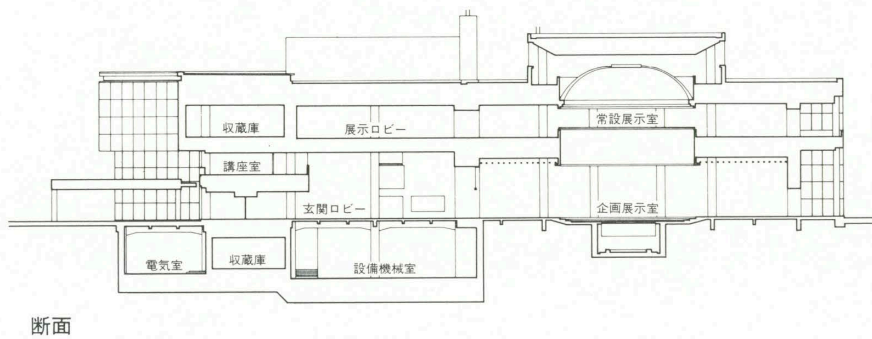 収蔵庫
展示ロビー
常設展示室
講座室
玄関ロビー
企画展示室
電気室
収蔵庫
設備機械室
断面